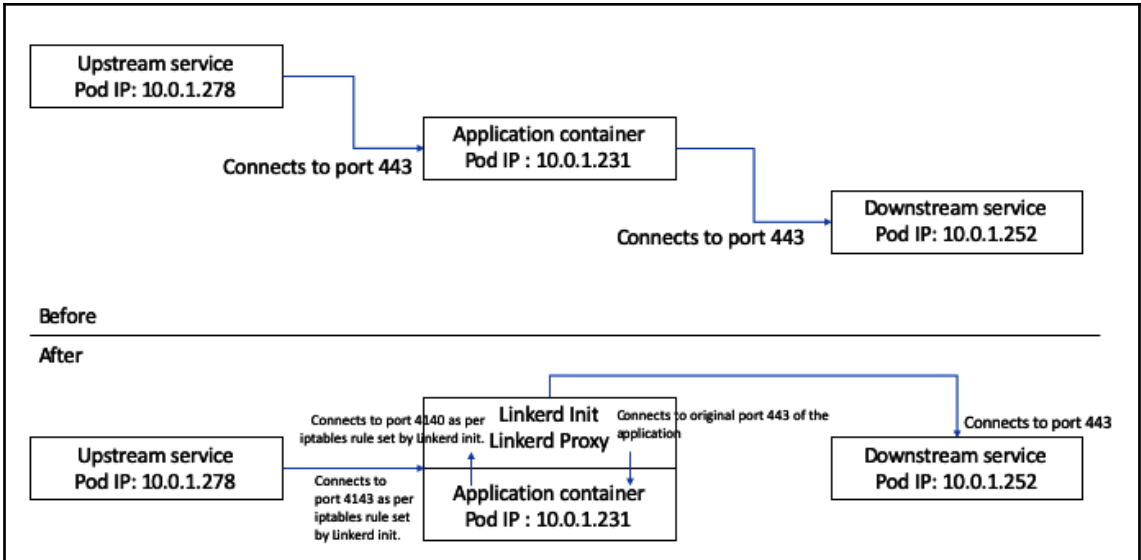 Upstream service
Pod IP: 10.0.1.278
Application container
Pod IP : 10.0.1.231
Connects to port 443
Downstream service
Pod IP: 10.0.1.252
Connects to port 443
Before
After
Connects to port 4140 as per
iptables rule set by Linkerd init.
Linkerd Init
Linkerd Proxy
Connects to original port 443 of the
application
Connects to port 443
Upstream service
Pod IP: 10.0.1.278
Connects to
port 4143 as per
iptables rule set
by Linkerd init.
Application container
Pod IP : 10.0.1.231
Downstream service
Pod IP: 10.0.1.252